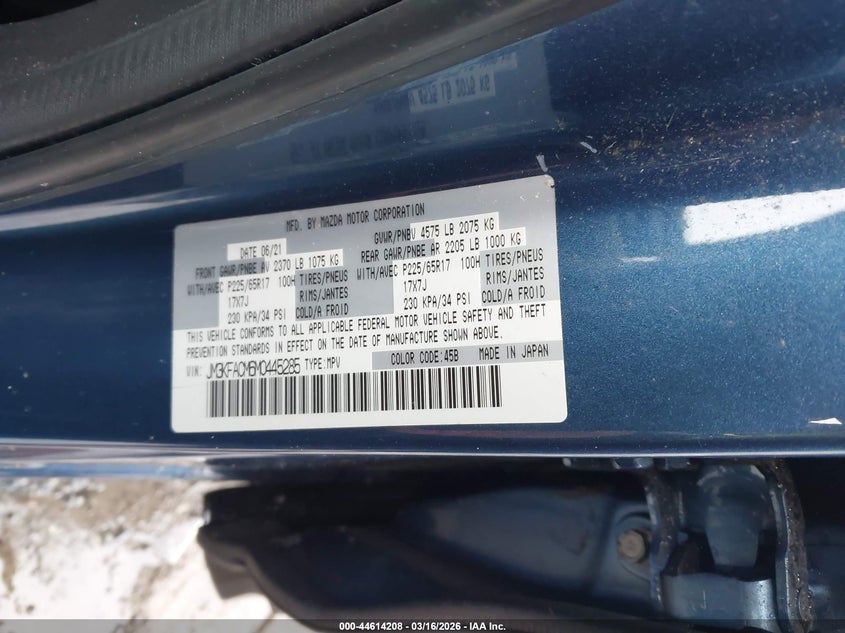 MFD. BY MAZDA MOTOR CORPORATION
DATE 06/21
GVWR/PNBV 4575 LB 2075 KG
FRONT GAWR/PNBE AV 2370 LB 1075 KG
REAR GAWR/PNBE AR 2205 LB 1000 KG
WITH/AVEC P225/65R17 100H TIRES/PNEUS
WITH/AVEC P225/65R17 100H TIRES/PNEUS
17X7J RIMS/JANTES
17X7J RIMS/JANTES
230 KPA/34 PSI COLD/A FROID
230 KPA/34 PSI COLD/A FROID
THIS VEHICLE CONFORMS TO ALL APPLICABLE FEDERAL MOTOR VEHICLE SAFETY AND THEFT
PREVENTION STANDARDS IN EFFECT ON THE DATE OF MANUFACTURE SHOWN ABOVE.
VIN: JM3KFACM6M0445285 TYPE:MPV COLOR CODE:45B MADE IN JAPAN
000-44614208 - 03/16/2026 - IAA Inc.